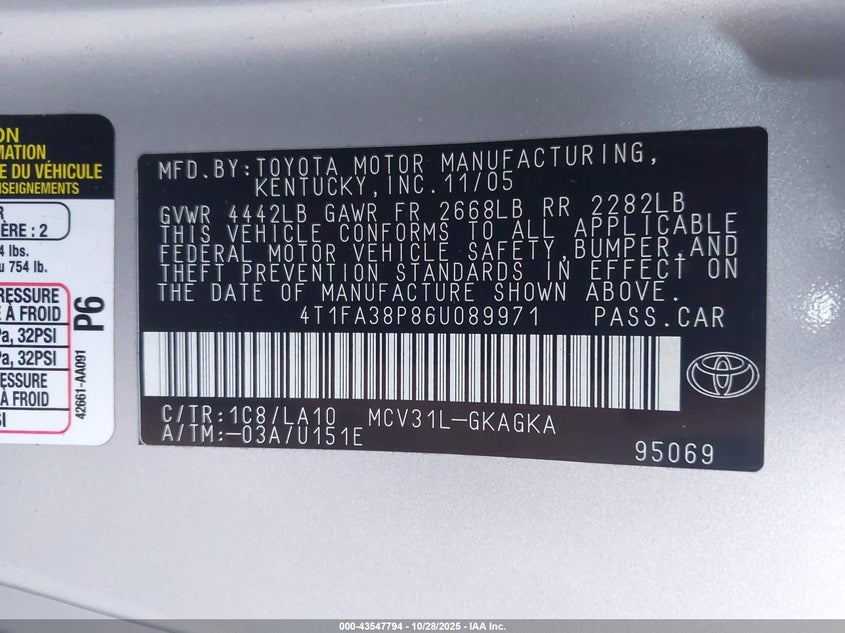 ON
MATION
E DU VÉHICULE
NSEIGNEMENTS
R
IÈRE : 2
4 lbs.
u 754 lb.
PRESSURE
E À FROID
Pa, 32PSI
Pa, 32PSI
ESSURE
À FROID
SI
P6
42661-AA091
MFD.BY:TOYOTA MOTOR MANUFACTURING,
KENTUCKY,INC.11/05
GVWR 4442LB GAWR FR 2668LB RR 2282LB
THIS VEHICLE CONFORMS TO ALL APPLICABLE
FEDERAL MOTOR VEHICLE SAFETY,BUMPER,AND
THEFT PREVENTION STANDARDS IN EFFECT ON
THE DATE OF MANUFACTURE SHOWN ABOVE.
4T1FA38P86U089971 PASS.CAR
C/TR:1C8/LA10 MCV31L-GKAGKA
A/TM:-03A/U151E
95069
000-43547794 - 10/28/2025 - IAA Inc.